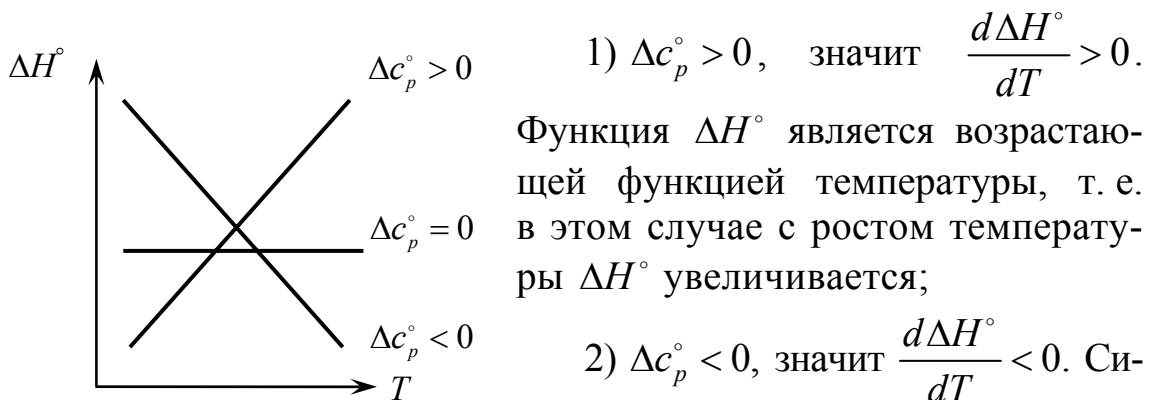 ΔH°
Δc°ₚ > 0
Δc°ₚ = 0
Δc°ₚ < 0
T
1) Δc°ₚ > 0, значит dΔH°/dT > 0.
Функция ΔH° является возрастаю-
щей функцией температуры, т. е.
в этом случае с ростом температу-
ры ΔH° увеличивается;
2) Δc°ₚ < 0, значит dΔH°/dT < 0. Си-